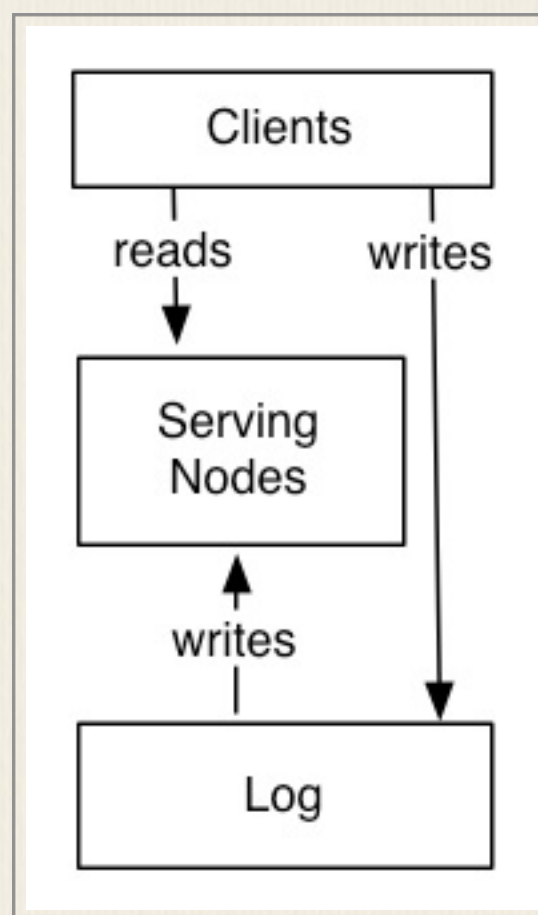 Clients
reads
writes
Serving
Nodes
writes
Log